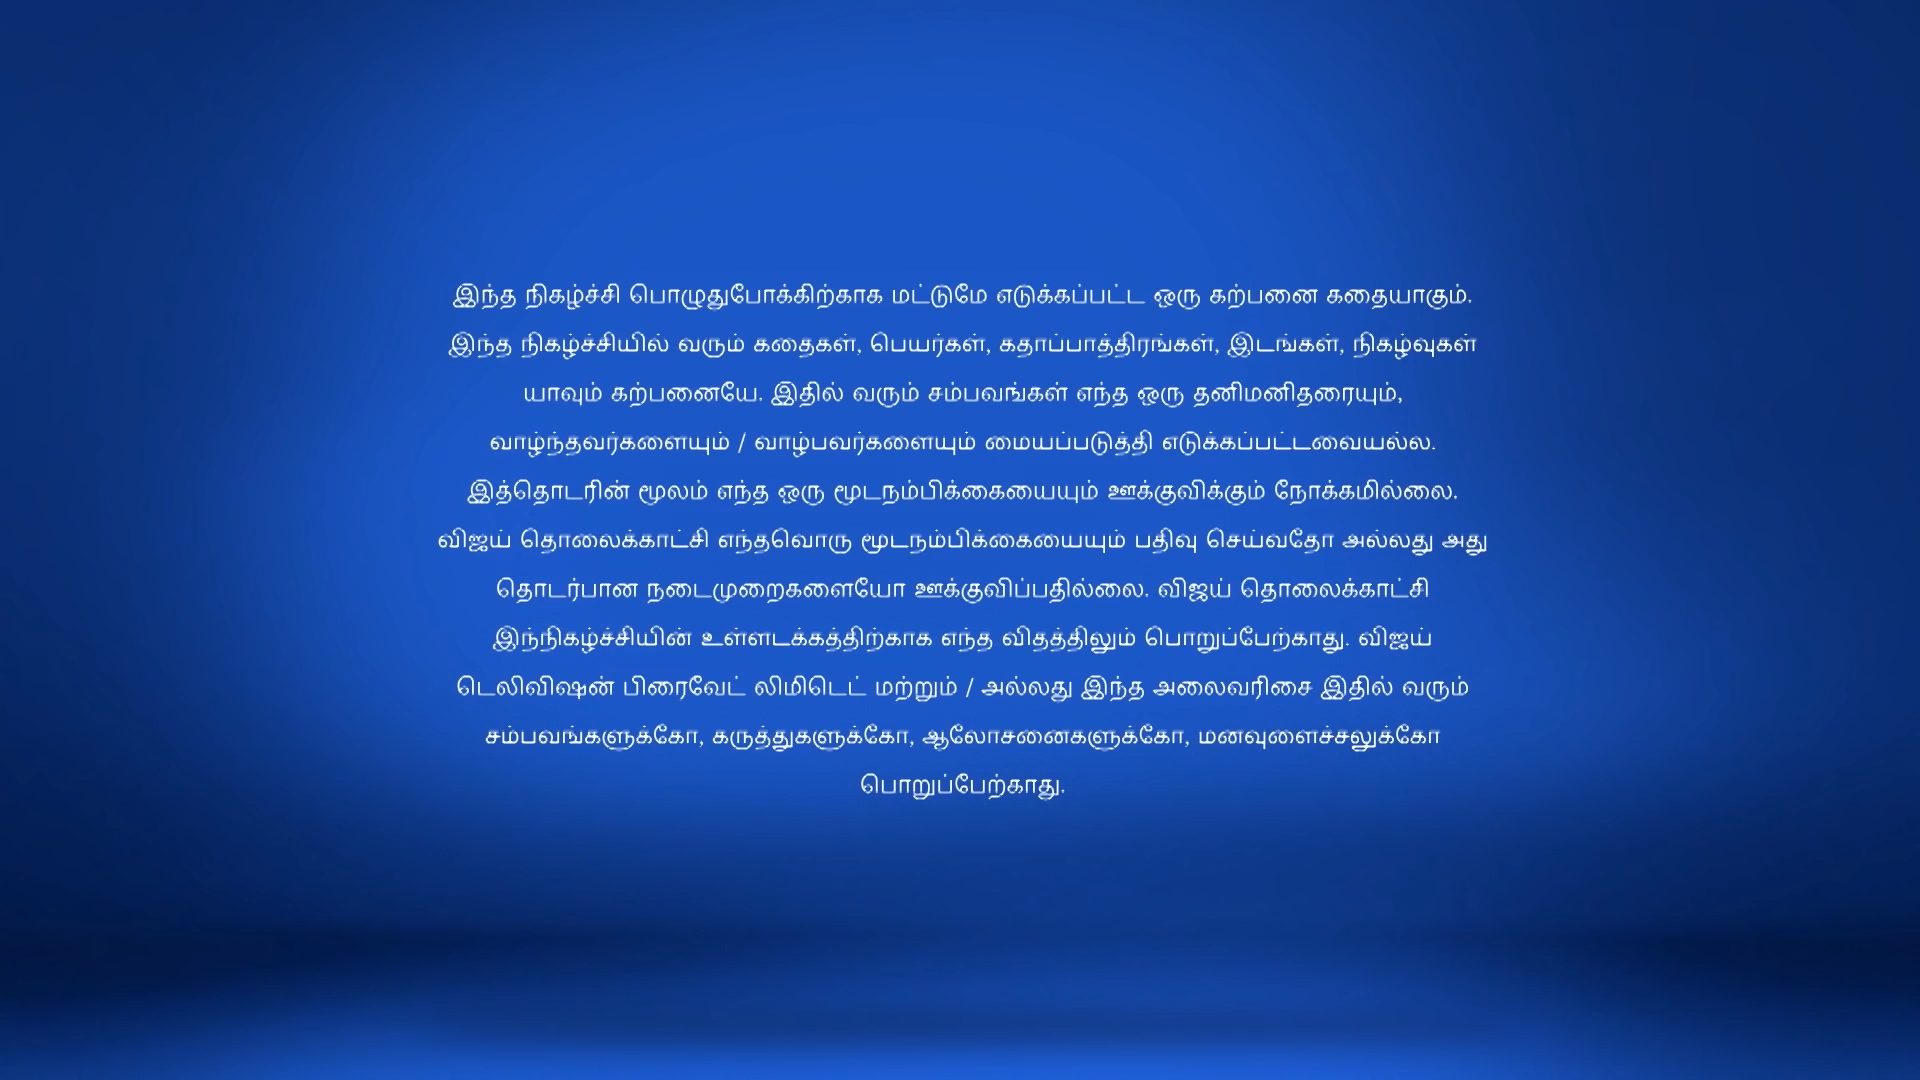 இந்த நிகழ்ச்சி பொழுதுபோக்கிற்காக மட்டுமே எடுக்கப்பட்ட ஒரு கற்பனை கதையாகும்.
இந்த நிகழ்ச்சியில் வரும் கதைகள், பெயர்கள், கதாப்பாத்திரங்கள், இடங்கள், நிகழ்வுகள்
யாவும் கற்பனையே. இதில் வரும் சம்பவங்கள் எந்த ஒரு தனிமனிதரையும்,
வாழ்ந்தவர்களையும் / வாழ்பவர்களையும் மையப்படுத்தி எடுக்கப்பட்டவையல்ல.
இத்தொடரின் மூலம் எந்த ஒரு மூடநம்பிக்கையையும் ஊக்குவிக்கும் நோக்கமில்லை.
விஜய் தொலைக்காட்சி எந்தவொரு மூடநம்பிக்கையையும் பதிவு செய்வதோ அல்லது அது
தொடர்பான நடைமுறைகளையோ ஊக்குவிப்பதில்லை. விஜய் தொலைக்காட்சி
இந்நிகழ்ச்சியின் உள்ளடக்கத்திற்காக எந்த விதத்திலும் பொறுப்பேற்காது. விஜய்
டெலிவிஷன் பிரைவேட் லிமிடெட் மற்றும் / அல்லது இந்த அலைவரிசை இதில் வரும்
சம்பவங்களுக்கோ, கருத்துகளுக்கோ, ஆலோசனைகளுக்கோ, மனவுளைச்சலுக்கோ
பொறுப்பேற்காது.